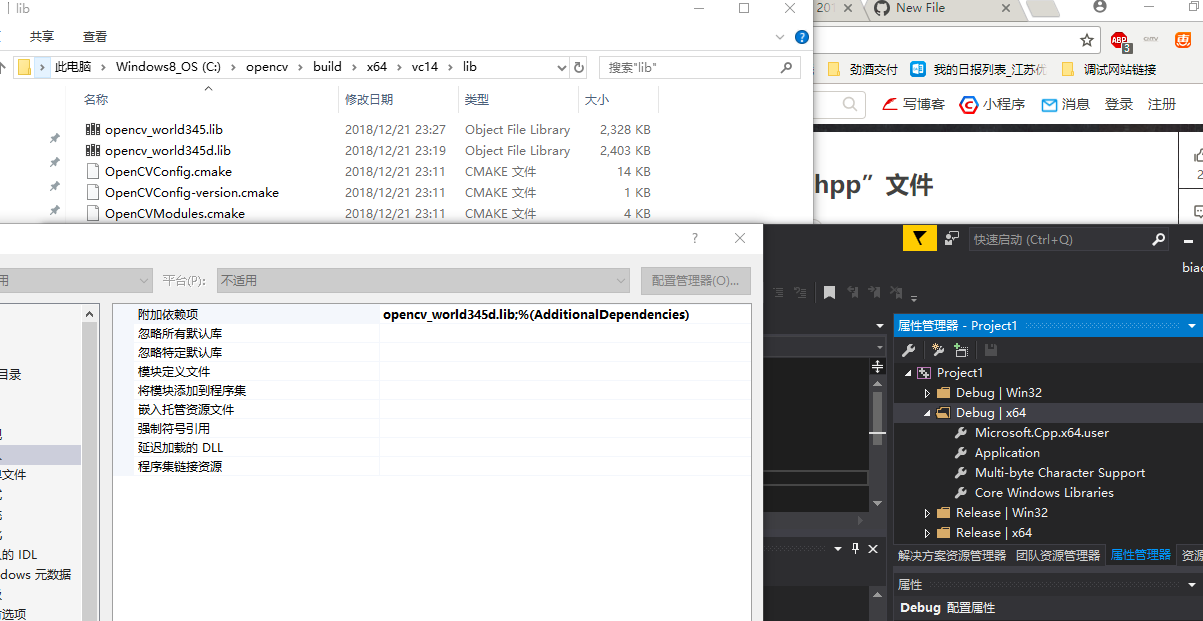 lib
共享 查看
此电脑 Windows8_OS (C:) opencv build x64 vc14 lib
搜索"lib"
名称 修改日期 类型 大小
opencv_world345.lib 2018/12/21 23:27 Object File Library 2,328 KB
opencv_world345d.lib 2018/12/21 23:19 Object File Library 2,403 KB
OpenCVConfig.cmake 2018/12/21 23:11 CMAKE 文件 14 KB
OpenCVConfig-version.cmake 2018/12/21 23:11 CMAKE 文件 1 KB
OpenCVModules.cmake 2018/12/21 23:11 CMAKE 文件 4 KB
201 New File
ABP 3
劲酒交付 我的日报列表_江苏优 调试网站链接
写博客 小程序 消息 登录 注册
hpp” 文件
2
?
用 平台(P): 不适用 配置管理器(O)...
附加依赖项 opencv_world345d.lib;%(AdditionalDependencies)
忽略所有默认库
忽略特定默认库
模块定义文件
将模块添加到程序集
嵌入托管资源文件
强制符号引用
延迟加载的 DLL
程序集链接资源
目录
文件
的 IDL
dows 元数据
选项
快速启动 (Ctrl+Q)
biao
属性管理器 - Project1
Project1
Debug | Win32
Debug | x64
Microsoft.Cpp.x64.user
Application
Multi-byte Character Support
Core Windows Libraries
Release | Win32
Release | x64
解决方案资源管理器 团队资源管理器 属性管理器 资源
属性
Debug 配置属性